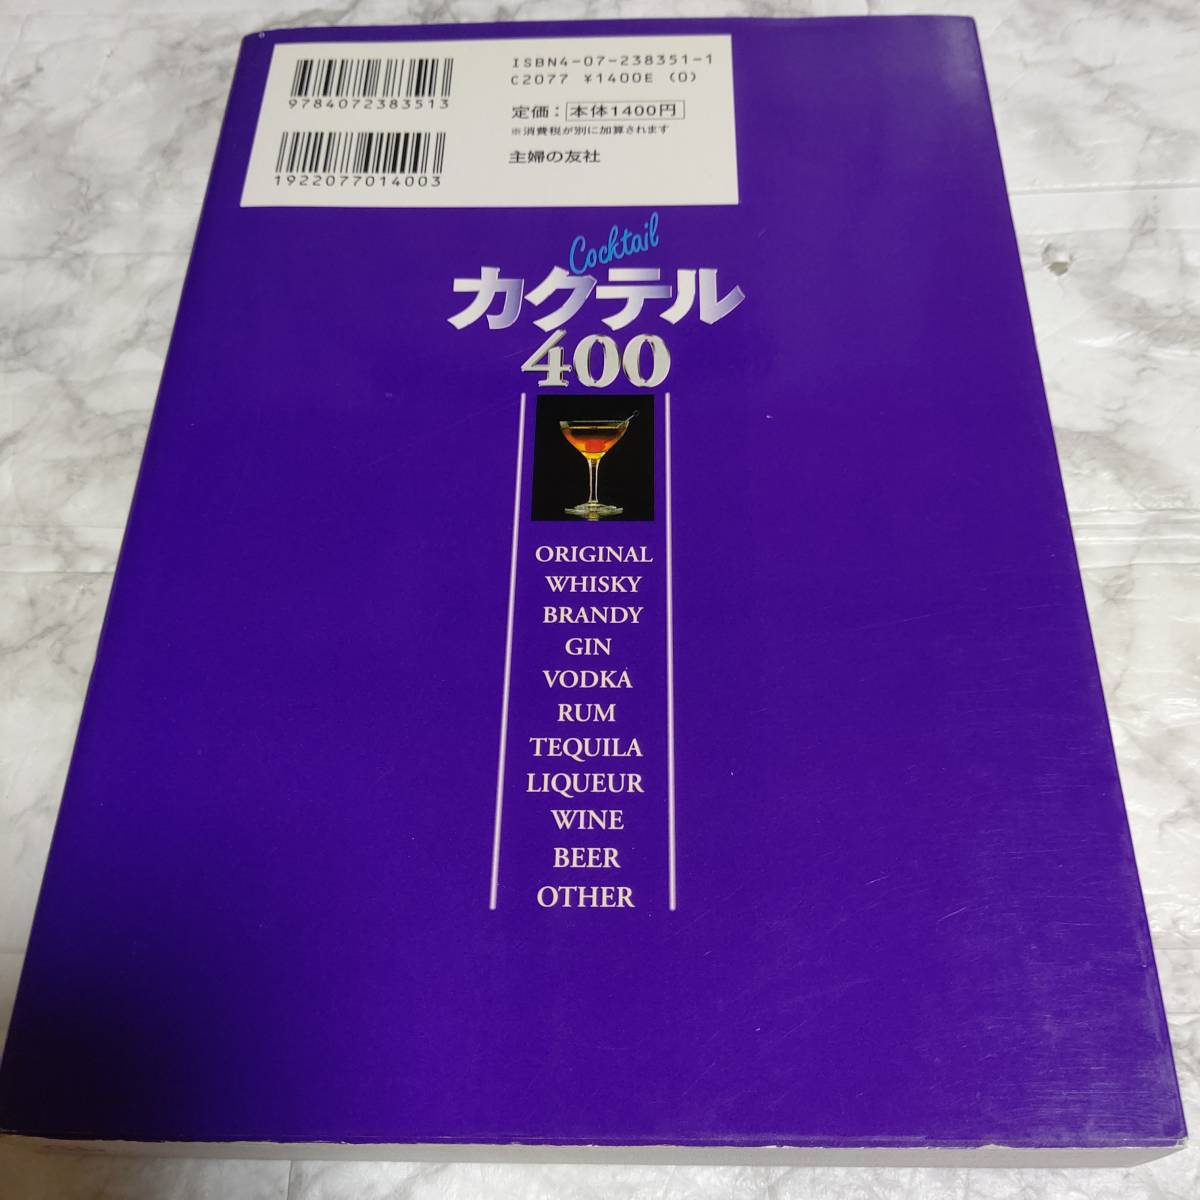 ISBN4-07-238351-1
C2077 ¥1400E (0)
9784072383513
定価：本体1400円
※消費税が別に加算されます
主婦の友社
1922077014003
Cocktail
カクテル
400
ORIGINAL
WHISKY
BRANDY
GIN
VODKA
RUM
TEQUILA
LIQUEUR
WINE
BEER
OTHER